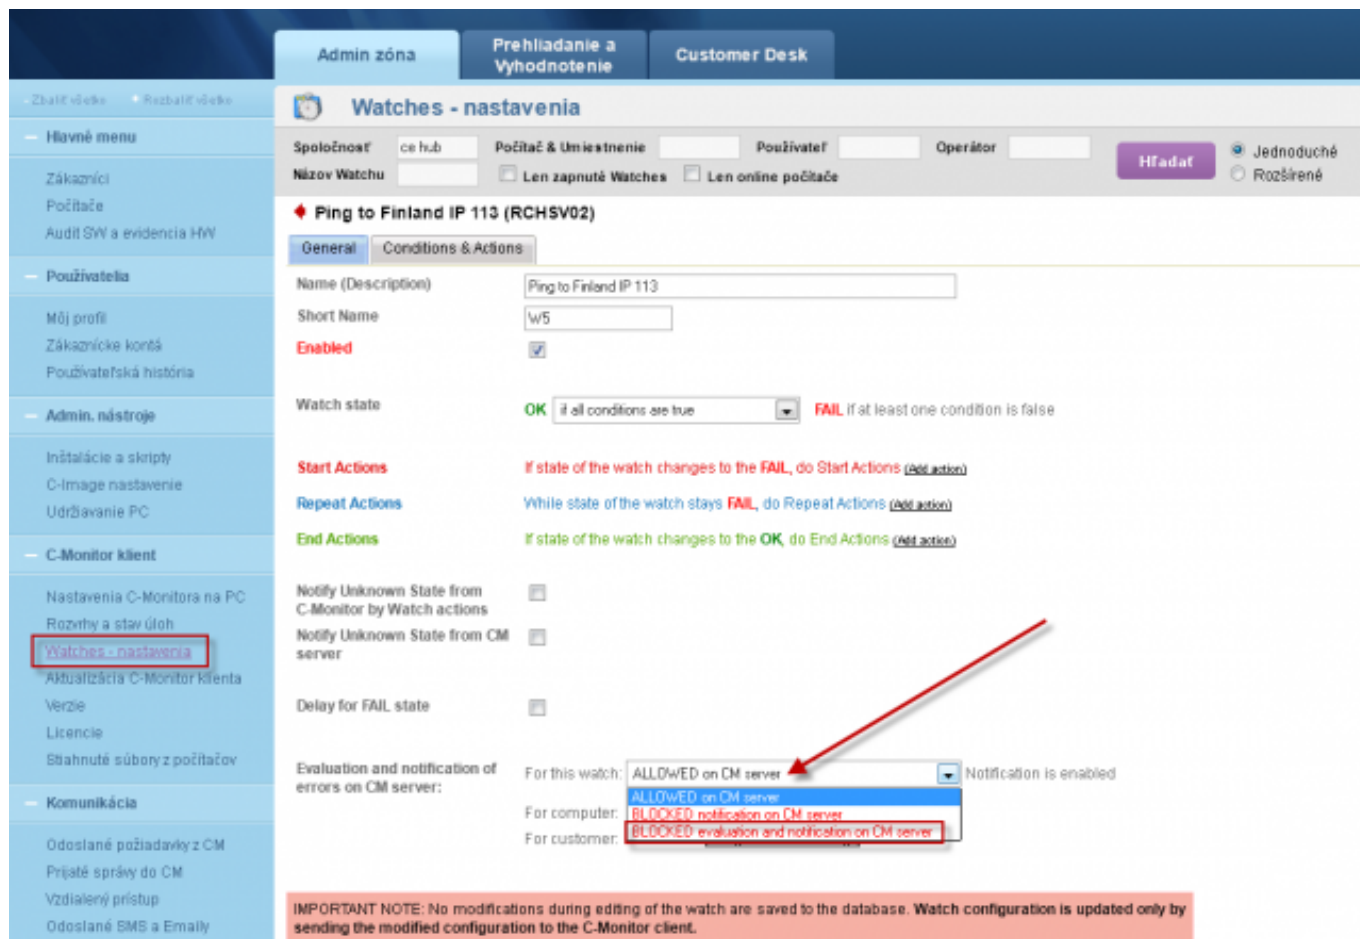 Admin zóna
Prehliadanie a
Vyhodnotenie
Customer Desk
Zbaliť všetko
Rozbaliť všetko
Watches - nastavenia
Hlavné menu
Zákazníci
Počítače
Audit SW a evidencia HW
Používatelia
Môj profil
Zákaznícke kontá
Používateľská história
Admin. nástroje
Inštalácie a skripty
C-Image nastavenie
Udržiavanie PC
C-Monitor klient
Nastavenia C-Monitora na PC
Rozvrhy a stav úloh
Watches - nastavenia
Aktualizácia C-Monitor klienta
Verzie
Licencie
Stiahnuté súbory z počítačov
Komunikácia
Odoslané požiadavky z CM
Prijaté správy do CM
Vzdialený prístup
Odoslané SMS a Emaily
Spoločnosť ce hub Počítač & Umiestnenie Používateľ Operátor
Názov Watchu Len zapnuté Watches Len online počítače
Hľadať
Jednoduché
Rozšírené
Ping to Finland IP 113 (RCHSV02)
General Conditions & Actions
Name (Description) Ping to Finland IP 113
Short Name W5
Enabled
Watch state OK if all conditions are true FAIL if at least one condition is false
Start Actions If state of the watch changes to the FAIL, do Start Actions (Add action)
Repeat Actions While state of the watch stays FAIL, do Repeat Actions (Add action)
End Actions If state of the watch changes to the OK, do End Actions (Add action)
Notify Unknown State from
C-Monitor by Watch actions
Notify Unknown State from CM
server
Delay for FAIL state
Evaluation and notification of
errors on CM server:
For this watch: ALLOWED on CM server Notification is enabled
ALLOWED on CM server
For computer: BLOCKED notification on CM server
For customer: BLOCKED evaluation and notification on CM server
IMPORTANT NOTE: No modifications during editing of the watch are saved to the database. Watch configuration is updated only by
sending the modified configuration to the C-Monitor client.